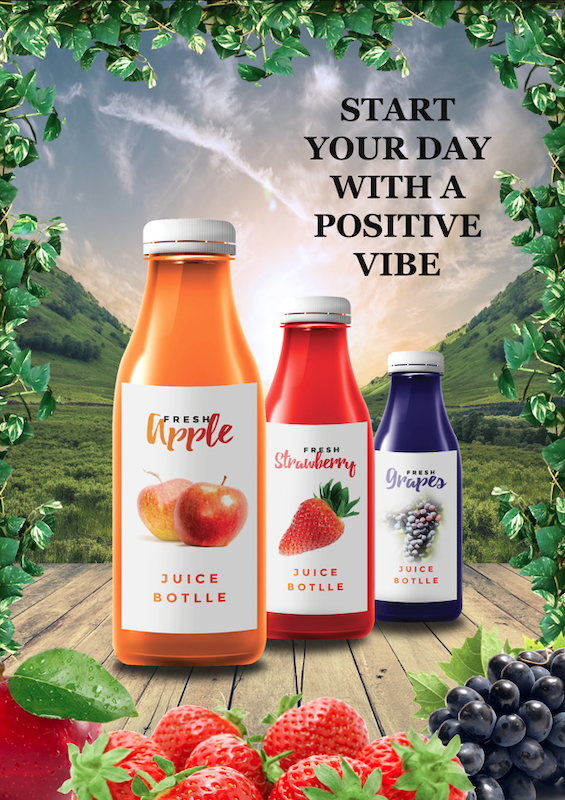 START
YOUR DAY
WITH A
POSITIVE
VIBE
FRESH
Apple
JUICE
BOTLLE
FRESH
Strawberry
JUICE
BOTLLE
FRESH
grapes
JUICE
BOTLLE